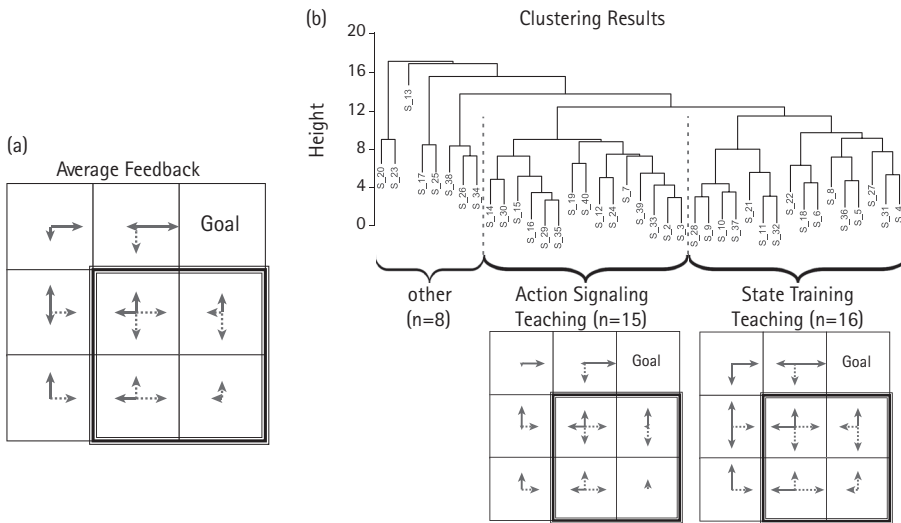 (a)
Average Feedback
Goal
(b)
Clustering Results
Height
20
16
12
8
4
0
S_20
S_23
S_13
S_17
S_25
S_38
S_26
S_34
S_14
S_30
S_15
S_16
S_29
S_35
S_19
S_40
S_12
S_24
S_7
S_39
S_33
S_2
S_3
S_28
S_9
S_10
S_37
S_21
S_11
S_32
S_22
S_18
S_6
S_8
S_36
S_5
S_27
S_31
S_4
other
(n=8)
Action Signaling
Teaching (n=15)
Goal
State Training
Teaching (n=16)
Goal